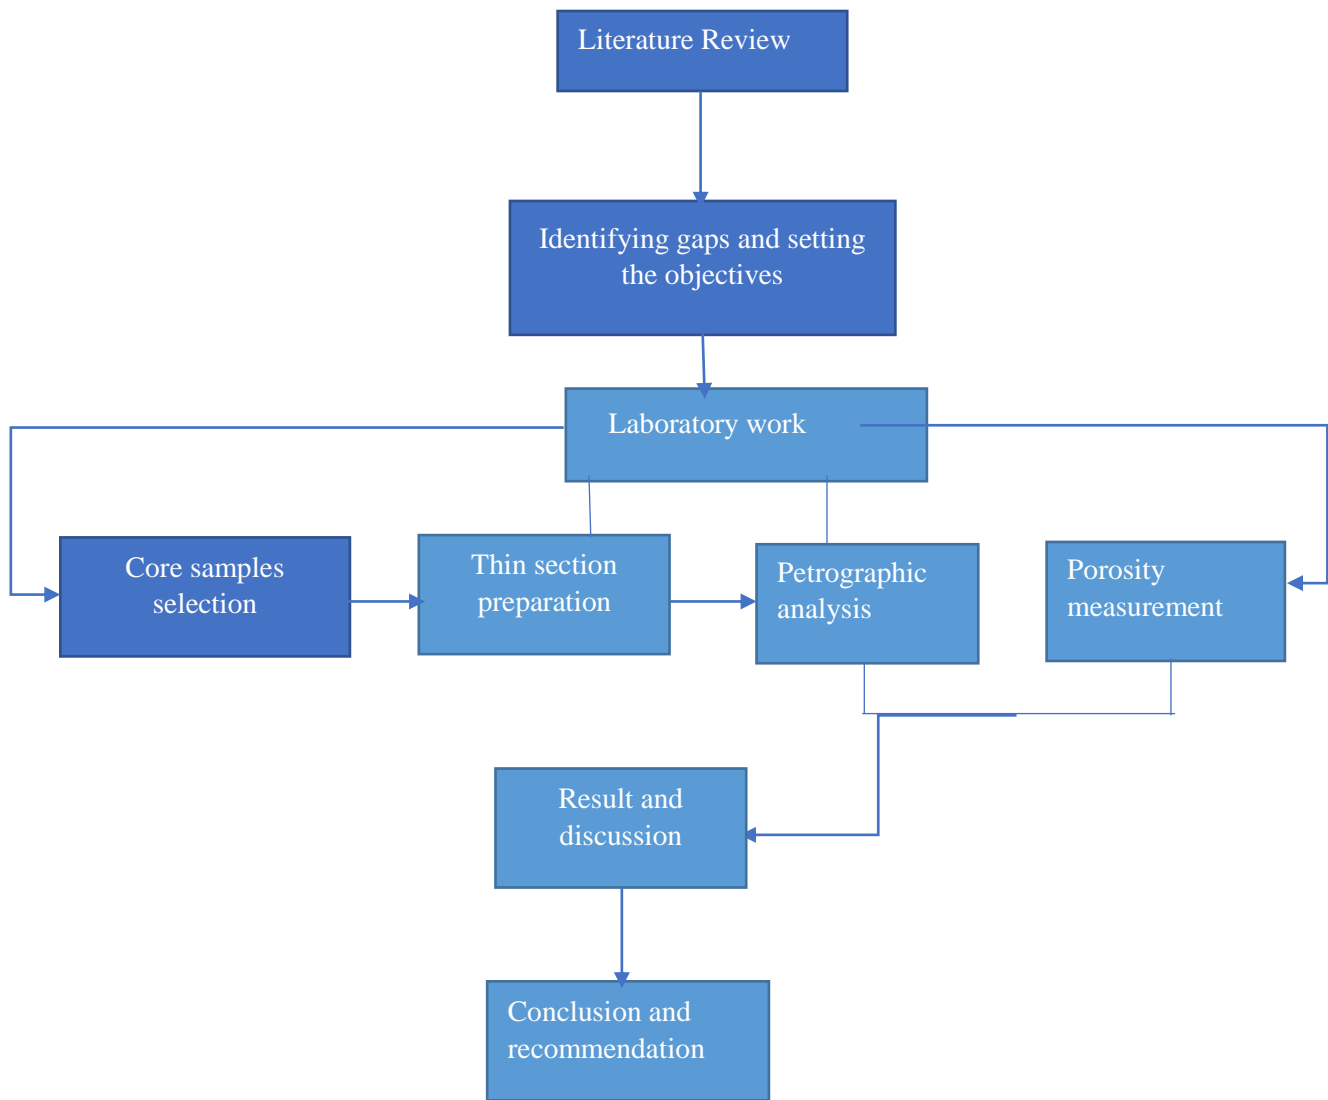 Literature Review
Identifying gaps and setting
the objectives
Laboratory work
Core samples
selection
Thin section
preparation
Petrographic
analysis
Porosity
measurement
Result and
discussion
Conclusion and
recommendation